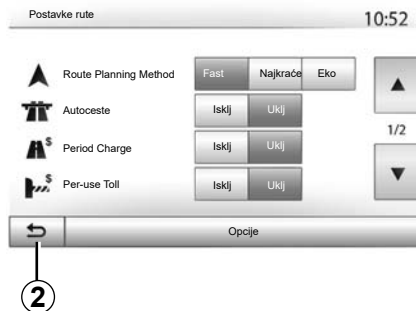 Postavke rute 10:52
Route Planning Method Fast Najkraće Eko
Autoceste Isklj Uklj
$ Period Charge Isklj Uklj
1/2
$ Per-use Toll Isklj Uklj
Opcije
2